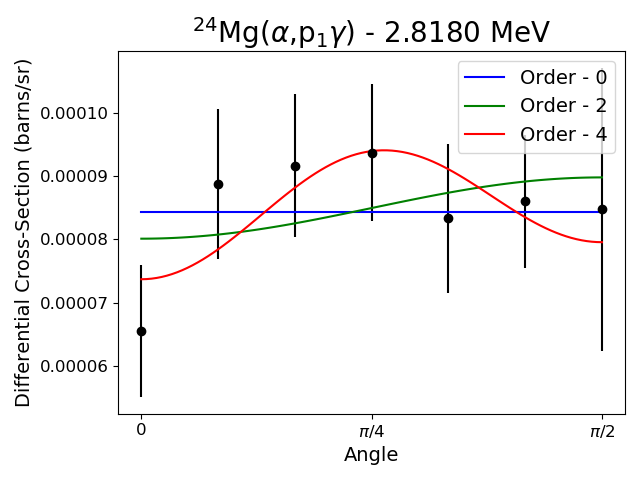 ²⁴Mg(α,p₁γ) - 2.8180 MeV
Order - 0
Order - 2
Order - 4
Differential Cross-Section (barns/sr)
0.00010
0.00009
0.00008
0.00007
0.00006
0
π/4
π/2
Angle